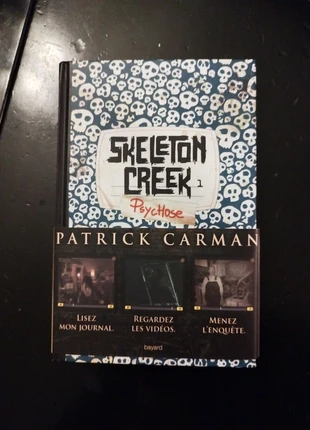 SKELETON
CREEK 1
PSYCHOSE
PATRICK CARMAN
LISEZ
MON JOURNAL.
REGARDEZ
LES VIDÉOS.
MENEZ
L'ENQUÊTE.
bayard